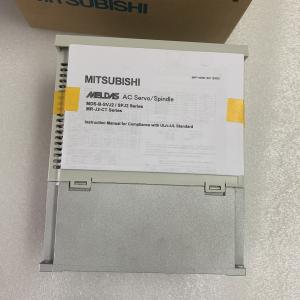 MITSUBISHI
MITSUBISHI
MELDAS AC Servo/Spindle
MDS-B-SVJ2 / SPJ2 Series
MR-J2-CT Series
Instruction Manual for Compliance with UL/c-UL Standard